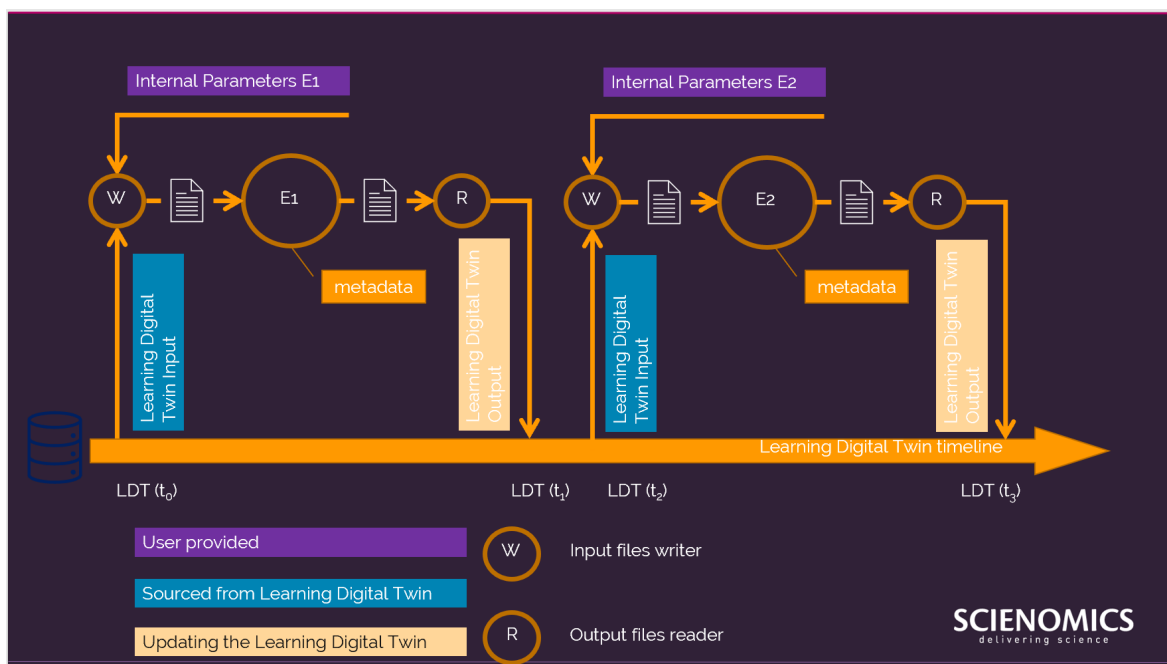 Internal Parameters E1
Internal Parameters E2
W
E1
R
W
E2
R
metadata
metadata
Learning Digital
Twin Input
Learning Digital Twin
Output
Learning Digital
Twin Input
Learning Digital Twin
Output
Learning Digital Twin timeline
LDT (t₀)
LDT (t₁)
LDT (t₂)
LDT (t₃)
User provided
W
Input files writer
Sourced from Learning Digital Twin
Updating the Learning Digital Twin
R
Output files reader
SCIENOMICS
delivering science